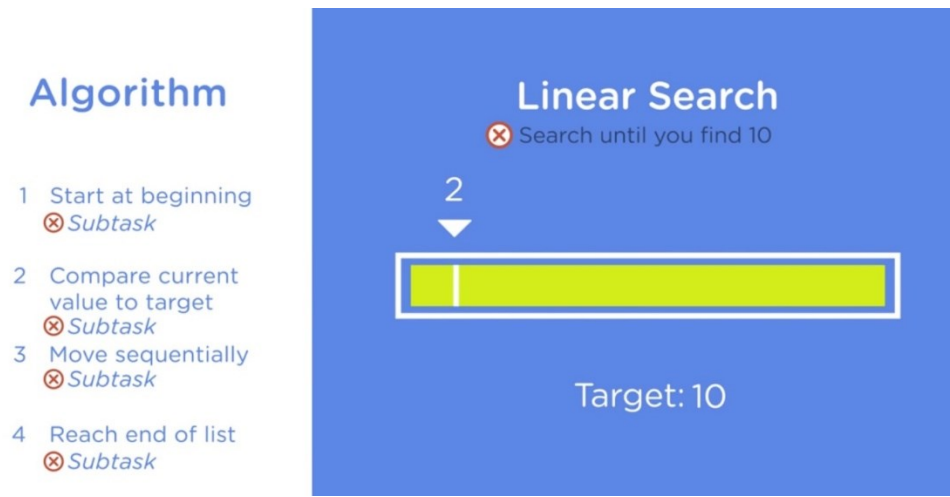 Algorithm
1 Start at beginning
Subtask
2 Compare current
value to target
Subtask
3 Move sequentially
Subtask
4 Reach end of list
Subtask
Linear Search
Search until you find 10
2
Target: 10